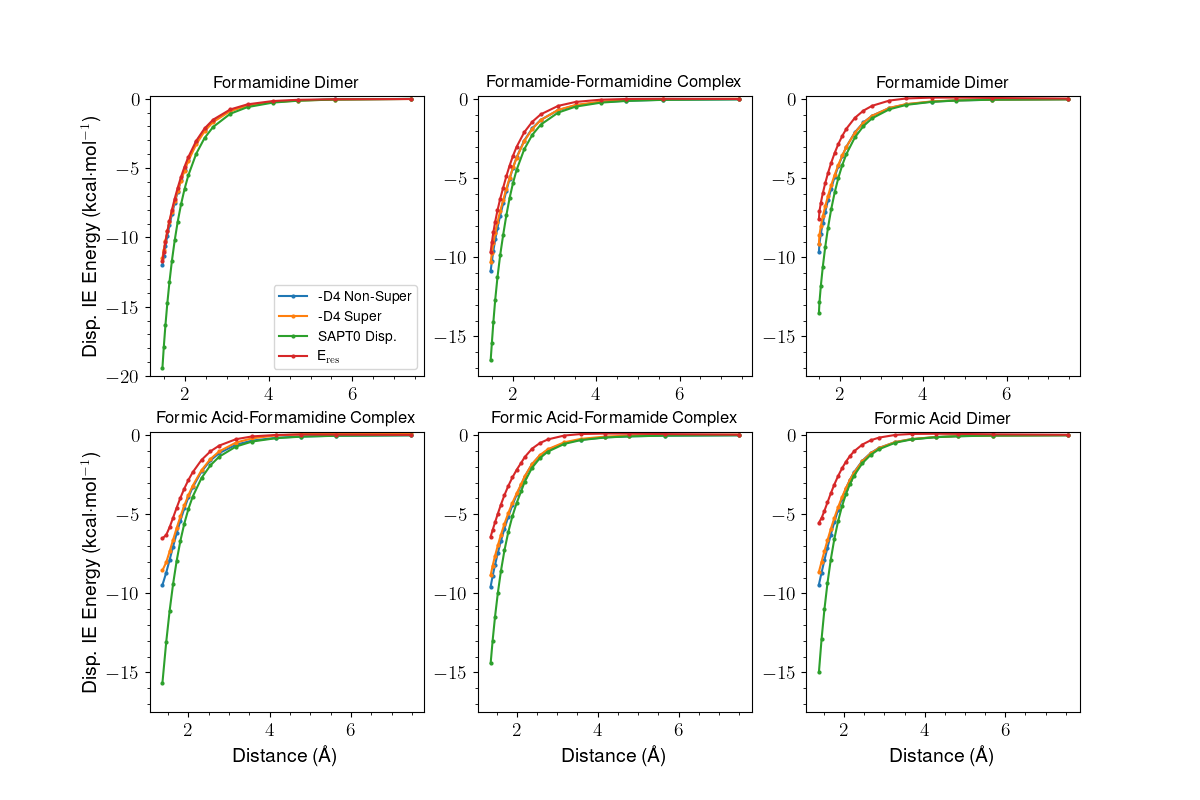 Formamidine Dimer
Formamide-Formamidine Complex
Formamide Dimer
Disp. IE Energy (kcal·mol⁻¹)
0
−5
−10
−15
−20
2
4
6
-D4 Non-Super
-D4 Super
SAPT0 Disp.
E_res
0
−5
−10
−15
2
4
6
0
−5
−10
−15
2
4
6
Formic Acid-Formamidine Complex
Formic Acid-Formamide Complex
Formic Acid Dimer
Disp. IE Energy (kcal·mol⁻¹)
0
−5
−10
−15
2
4
6
Distance (Å)
0
−5
−10
−15
2
4
6
Distance (Å)
0
−5
−10
−15
2
4
6
Distance (Å)